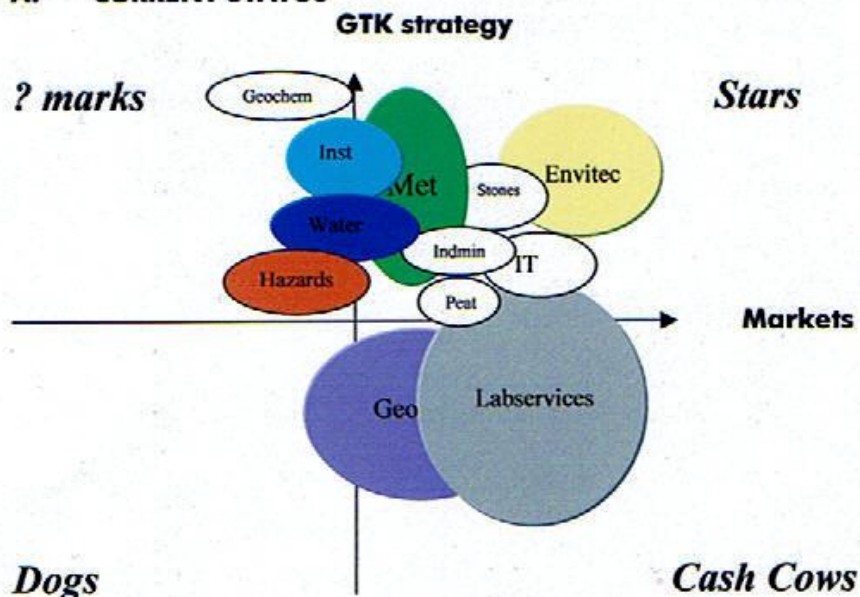 GTK strategy
? marks
Stars
Geochem
Inst
Met
Stones
Envitec
Water
Indmin
IT
Hazards
Peat
Markets
Geo
Labservices
Dogs
Cash Cows